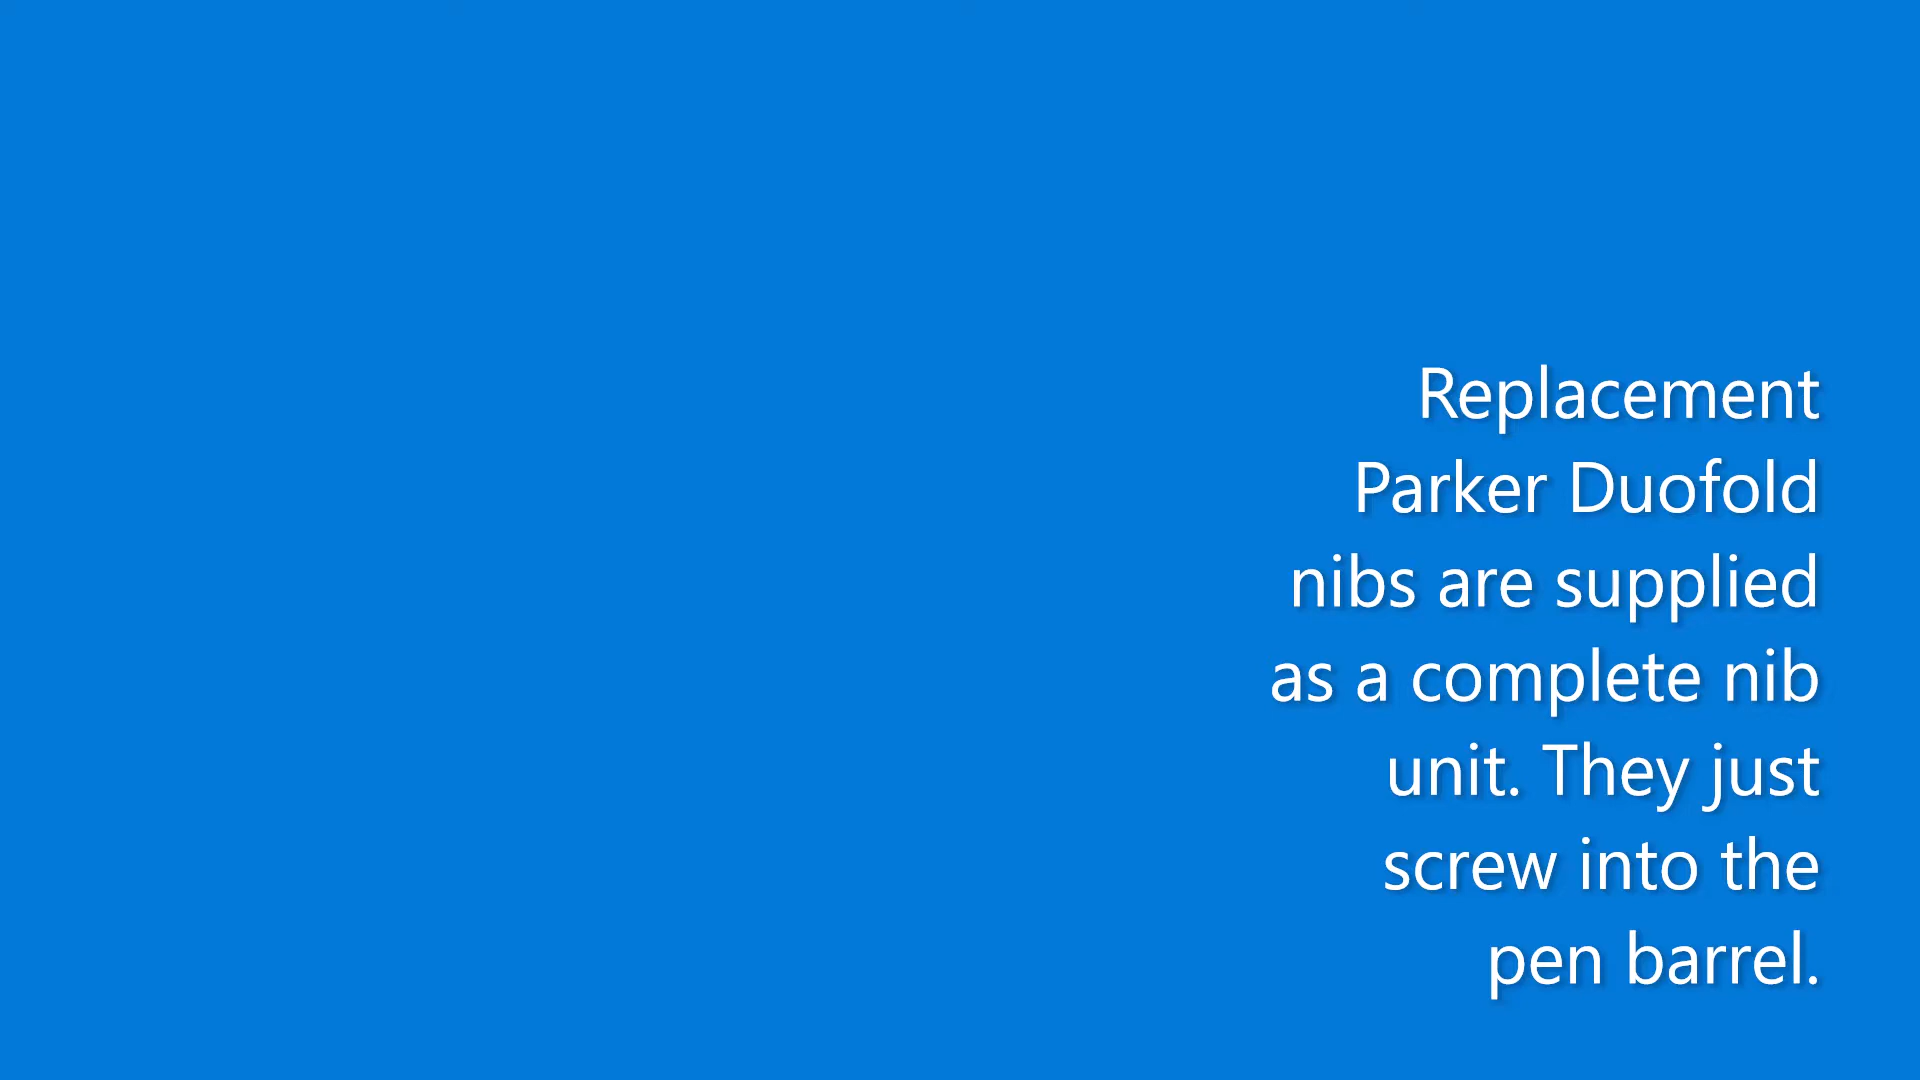 Replacement
Parker Duofold
nibs are supplied
as a complete nib
unit. They just
screw into the
pen barrel.